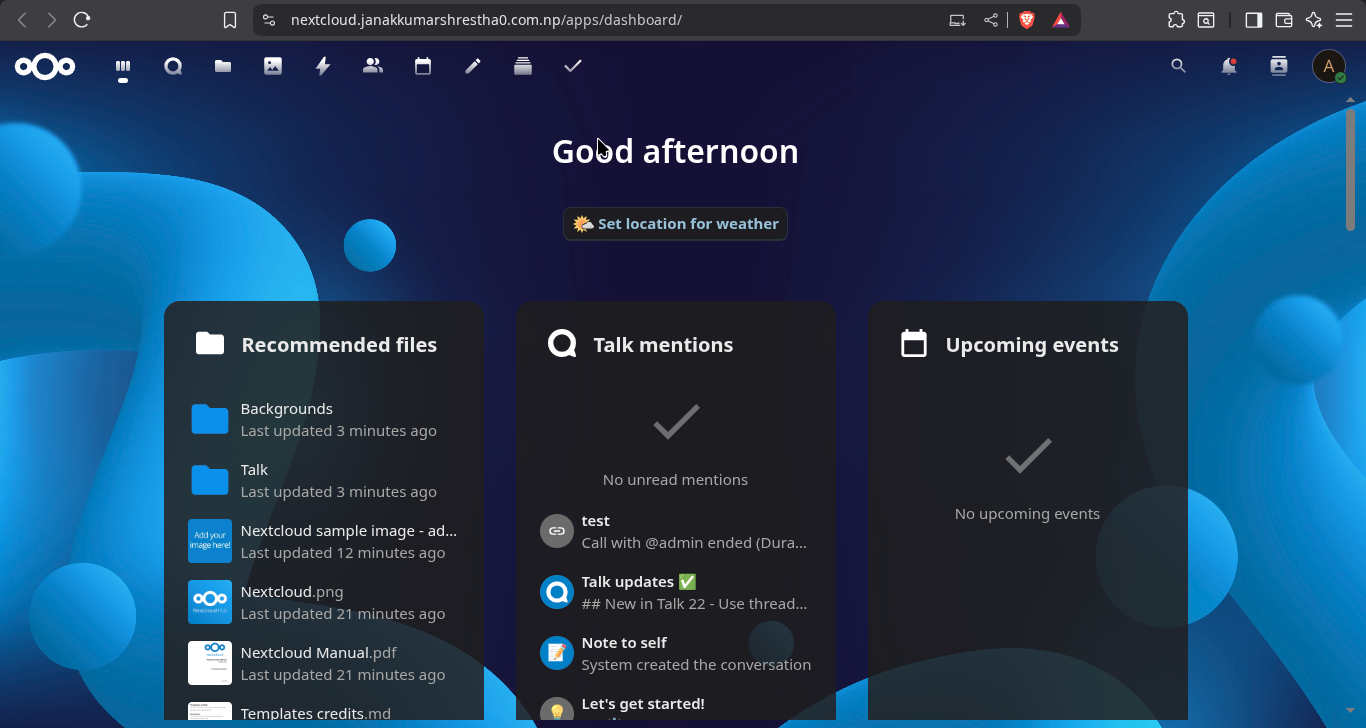 nextcloud.janakkumarshrestha0.com.np/apps/dashboard/
A
Good afternoon
Set location for weather
Recommended files
Backgrounds
Last updated 3 minutes ago
Talk
Last updated 3 minutes ago
Add your
image here!
Nextcloud sample image - ad...
Last updated 12 minutes ago
Nextcloud.png
Last updated 21 minutes ago
Nextcloud Manual.pdf
Last updated 21 minutes ago
Templates credits.md
Talk mentions
No unread mentions
test
Call with @admin ended (Dura...
Talk updates ✅
## New in Talk 22 - Use thread...
Note to self
System created the conversation
Let's get started!
Upcoming events
No upcoming events